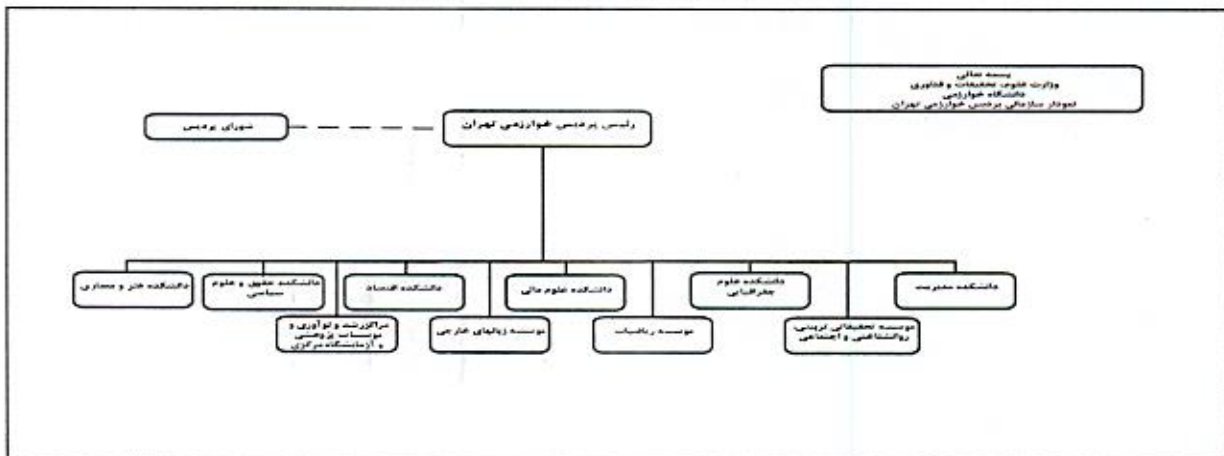 بسمه تعالی
وزارت علوم، تحقیقات و فناوری
دانشگاه خوارزمی
نمودار سازمانی پردیس خوارزمی تهران
رئیس پردیس خوارزمی تهران
شورای پردیس
دانشکده مدیریت
موسسه تحقیقاتی تربیتی،
روانشناختی و اجتماعی
دانشکده علوم
جغرافیایی
موسسه ریاضیات
دانشکده علوم مالی
موسسه زبانهای خارجی
دانشکده اقتصاد
مراکز رشد و نوآوری و
موسسات پژوهشی
و آزمایشگاه مرکزی
دانشکده حقوق و علوم
سیاسی
دانشکده هنر و معماری